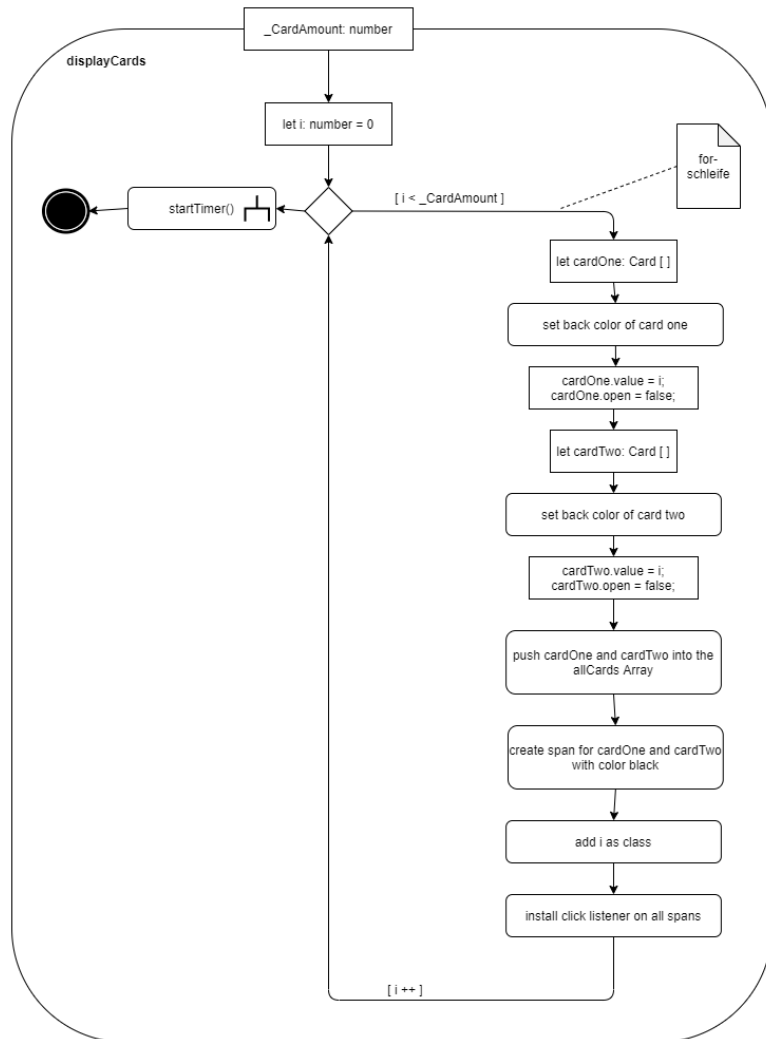 _CardAmount: number
displayCards
let i: number = 0
for-
schleife
[ i < _CardAmount ]
startTimer()
let cardOne: Card [ ]
set back color of card one
cardOne.value = i;
cardOne.open = false;
let cardTwo: Card [ ]
set back color of card two
cardTwo.value = i;
cardTwo.open = false;
push cardOne and cardTwo into the
allCards Array
create span for cardOne and cardTwo
with color black
add i as class
install click listener on all spans
[ i ++ ]